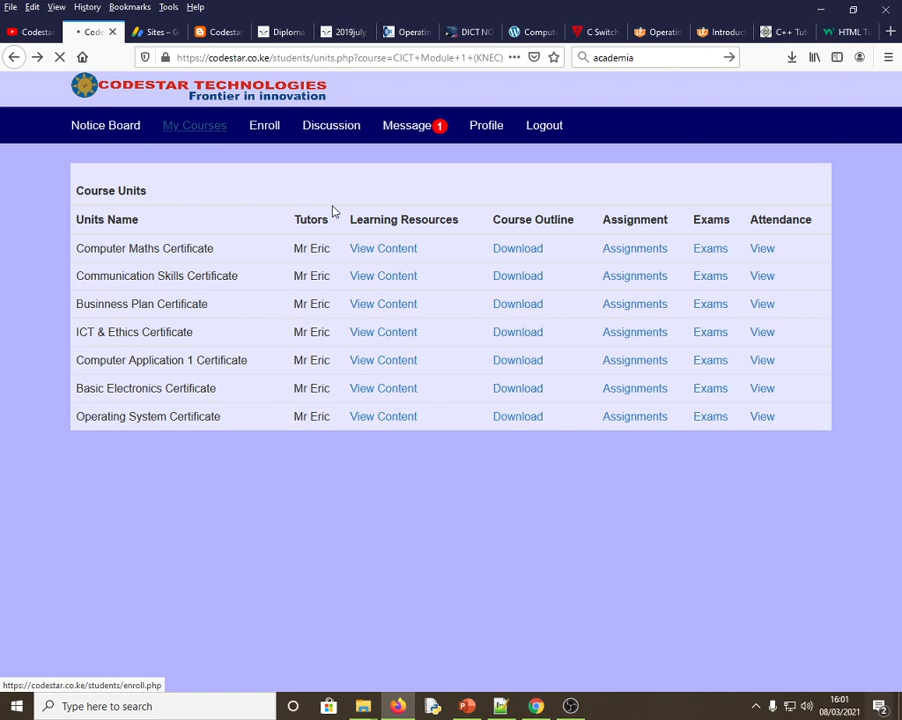 File Edit View History Bookmarks Tools Help
Codestar Code Sites – G Codestar Diploma 2019july Operatin DICT NO Compute C Switch Operatin Introduc C++ Tut HTML T
https://codestar.co.ke/students/units.php?course=CICT+Module+1+(KNEC) academia
CODESTAR TECHNOLOGIES
Frontier in innovation
Notice Board My Courses Enroll Discussion Message 1 Profile Logout
Course Units
Units Name Tutors Learning Resources Course Outline Assignment Exams Attendance
Computer Maths Certificate Mr Eric View Content Download Assignments Exams View
Communication Skills Certificate Mr Eric View Content Download Assignments Exams View
Businness Plan Certificate Mr Eric View Content Download Assignments Exams View
ICT & Ethics Certificate Mr Eric View Content Download Assignments Exams View
Computer Application 1 Certificate Mr Eric View Content Download Assignments Exams View
Basic Electronics Certificate Mr Eric View Content Download Assignments Exams View
Operating System Certificate Mr Eric View Content Download Assignments Exams View
https://codestar.co.ke/students/enroll.php
Type here to search
16:01
08/03/2021
2